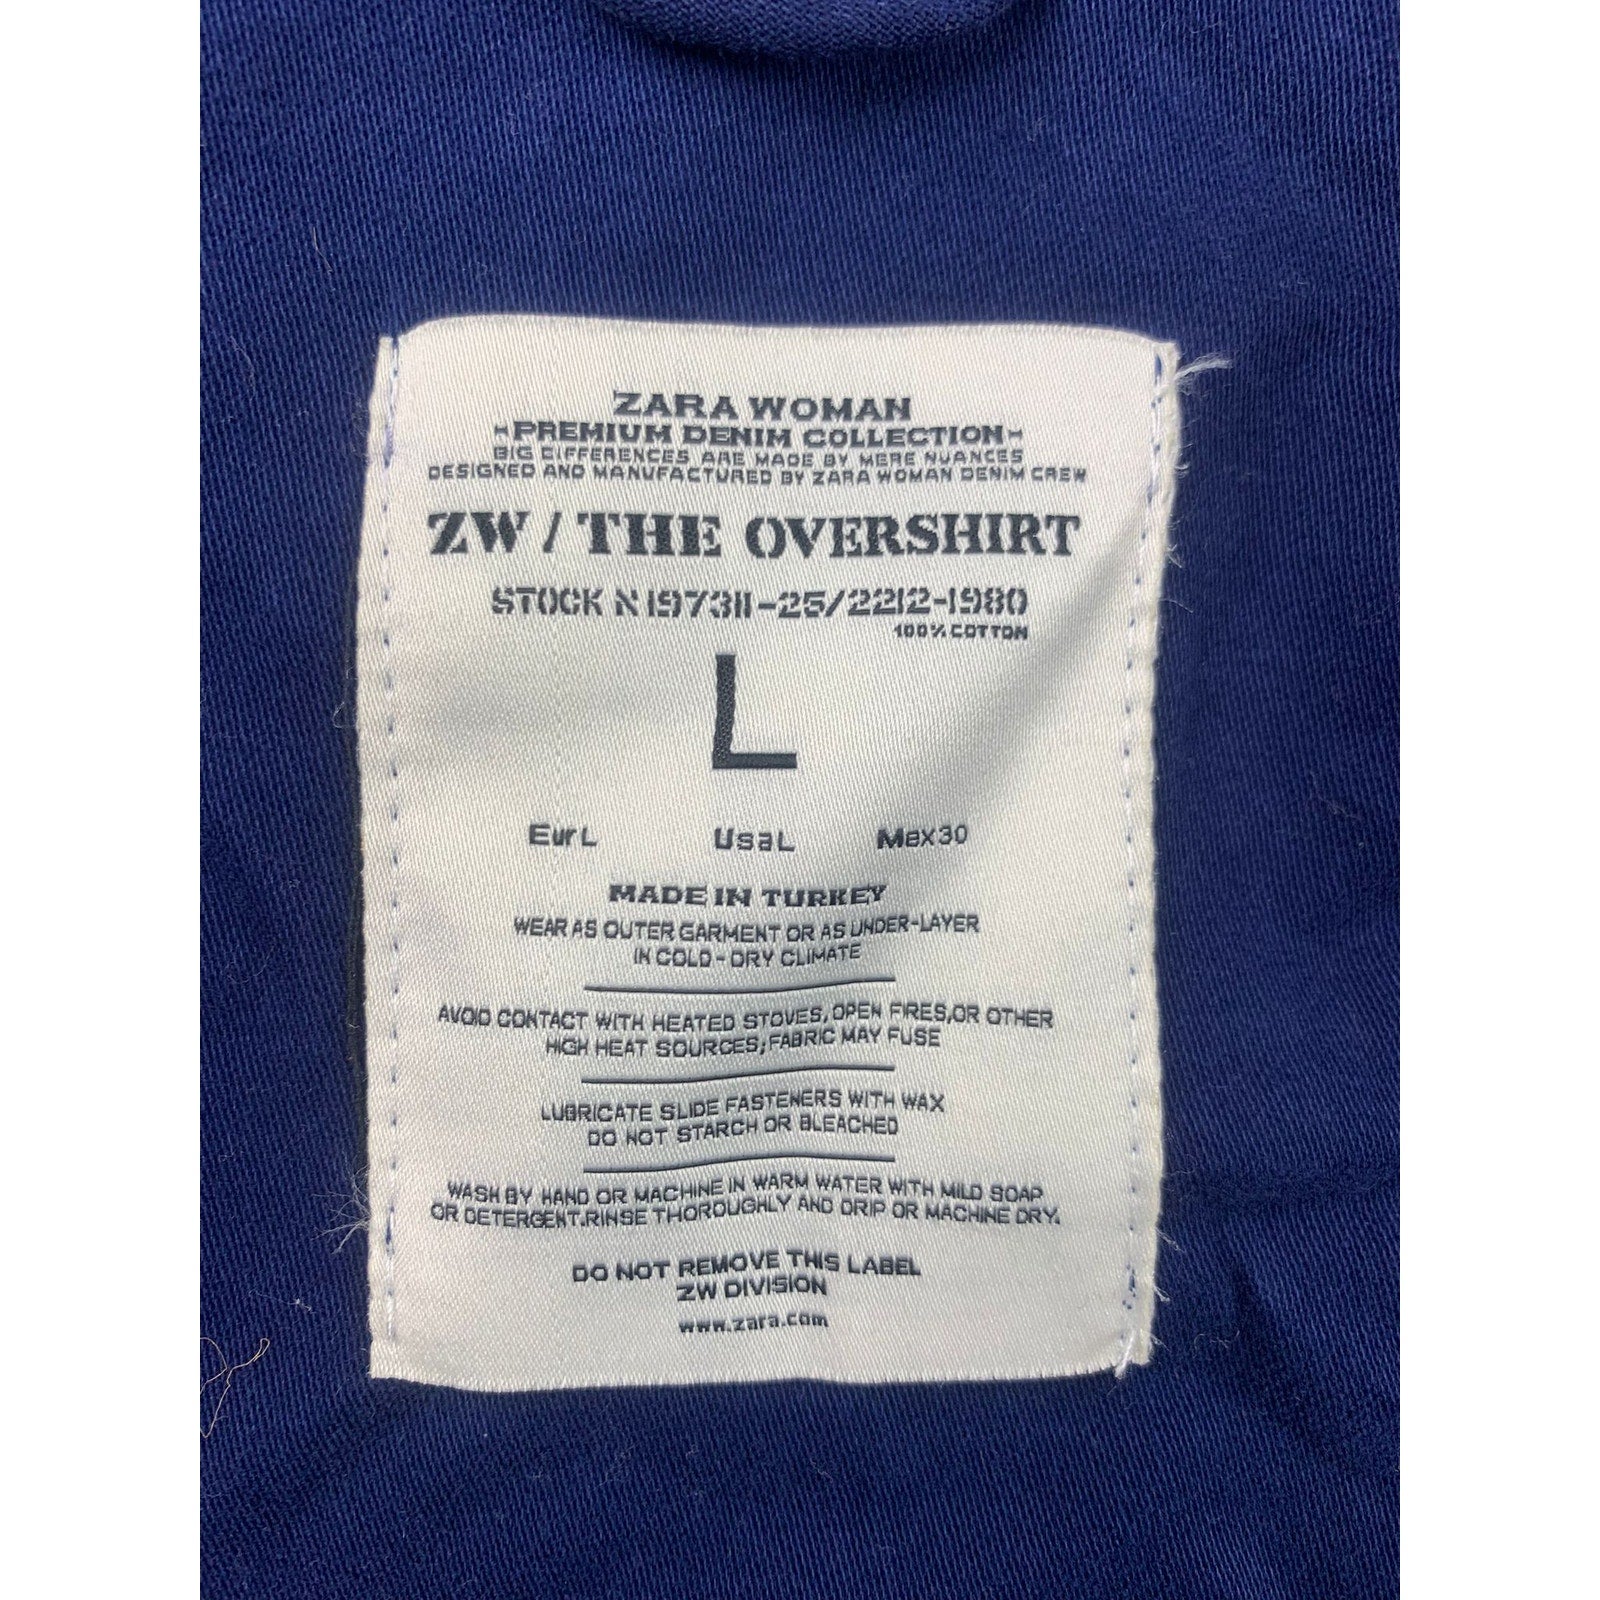 ZARA WOMAN
-PREMIUM DENIM COLLECTION-
BIG DIFFERENCES ARE MADE BY MERE NUANCES
DESIGNED AND MANUFACTURED BY ZARA WOMAN DENIM CREW
ZW / THE OVERSHIRT
STOCK N 197311-25/2212-1980
100% COTTON
L
Eur L Usa L Mex 30
MADE IN TURKEY
WEAR AS OUTER GARMENT OR AS UNDER-LAYER
IN COLD - DRY CLIMATE
AVOID CONTACT WITH HEATED STOVES, OPEN FIRES, OR OTHER
HIGH HEAT SOURCES; FABRIC MAY FUSE
LUBRICATE SLIDE FASTENERS WITH WAX
DO NOT STARCH OR BLEACHED
WASH BY HAND OR MACHINE IN WARM WATER WITH MILD SOAP
OR DETERGENT.RINSE THOROUGHLY AND DRIP OR MACHINE DRY.
DO NOT REMOVE THIS LABEL
ZW DIVISION
www.zara.com